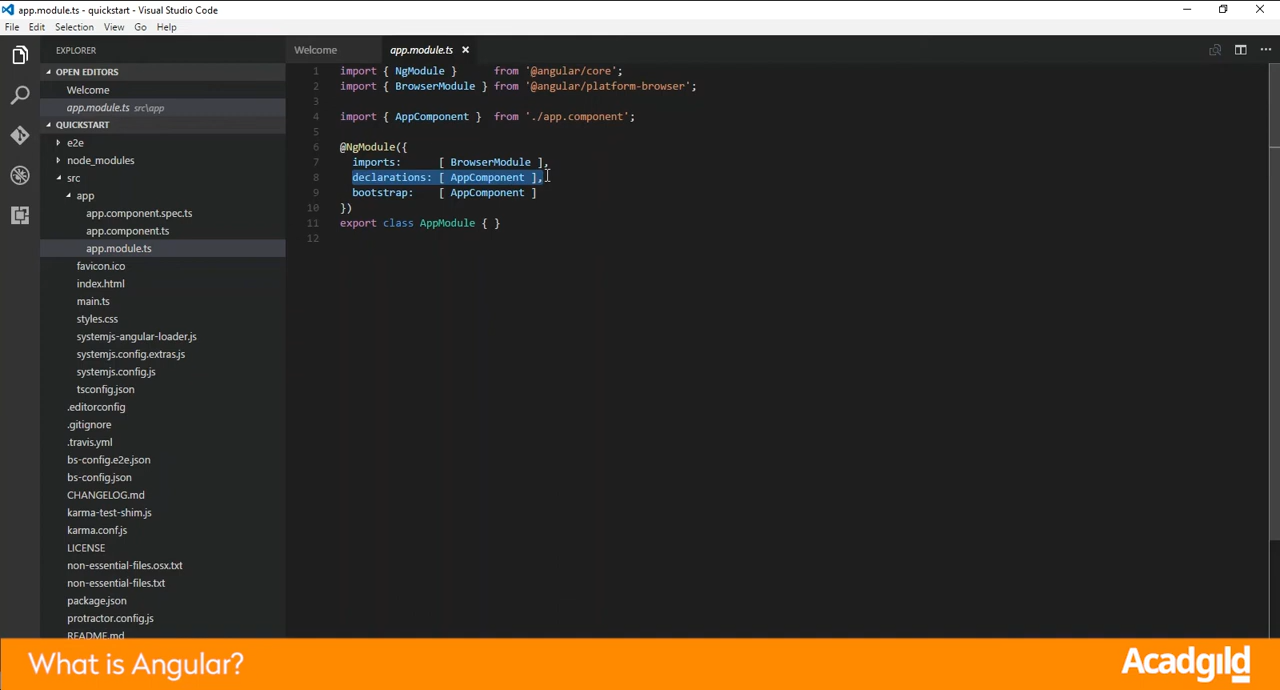 app.module.ts - quickstart - Visual Studio Code
File Edit Selection View Go Help
EXPLORER
OPEN EDITORS
Welcome
app.module.ts src\app
QUICKSTART
e2e
node_modules
src
app
app.component.spec.ts
app.component.ts
app.module.ts
favicon.ico
index.html
main.ts
styles.css
systemjs-angular-loader.js
systemjs.config.extras.js
systemjs.config.js
tsconfig.json
.editorconfig
.gitignore
.travis.yml
bs-config.e2e.json
bs-config.json
CHANGELOG.md
karma-test-shim.js
karma.conf.js
LICENSE
non-essential-files.osx.txt
non-essential-files.txt
package.json
protractor.config.js
README.md
Welcome app.module.ts
1 import { NgModule }      from '@angular/core';
2 import { BrowserModule } from '@angular/platform-browser';
3
4 import { AppComponent }  from './app.component';
5
6 @NgModule({
7   imports:      [ BrowserModule ],
8   declarations: [ AppComponent ],
9   bootstrap:    [ AppComponent ]
10 })
11 export class AppModule { }
12
What is Angular?
Acadgild